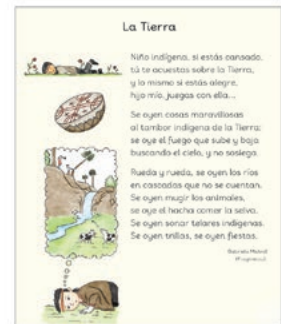 La Tierra
Niño indígena, si estás cansado,
tú te acuestas sobre la Tierra,
y lo mismo si estás alegre,
hijo mío, juegas con ella...
Se oyen cosas maravillosas
al tambor indígena de la Tierra:
se oye el fuego que sube y baja
buscando el cielo, y no sosiega.
Rueda y rueda, se oyen los ríos
en cascadas que no se cuentan.
Se oyen mugir los animales,
se oye el hacha comer la selva.
Se oyen sonar telares indígenas.
Se oyen trillas, se oyen fiestas.
Gabriela Mistral